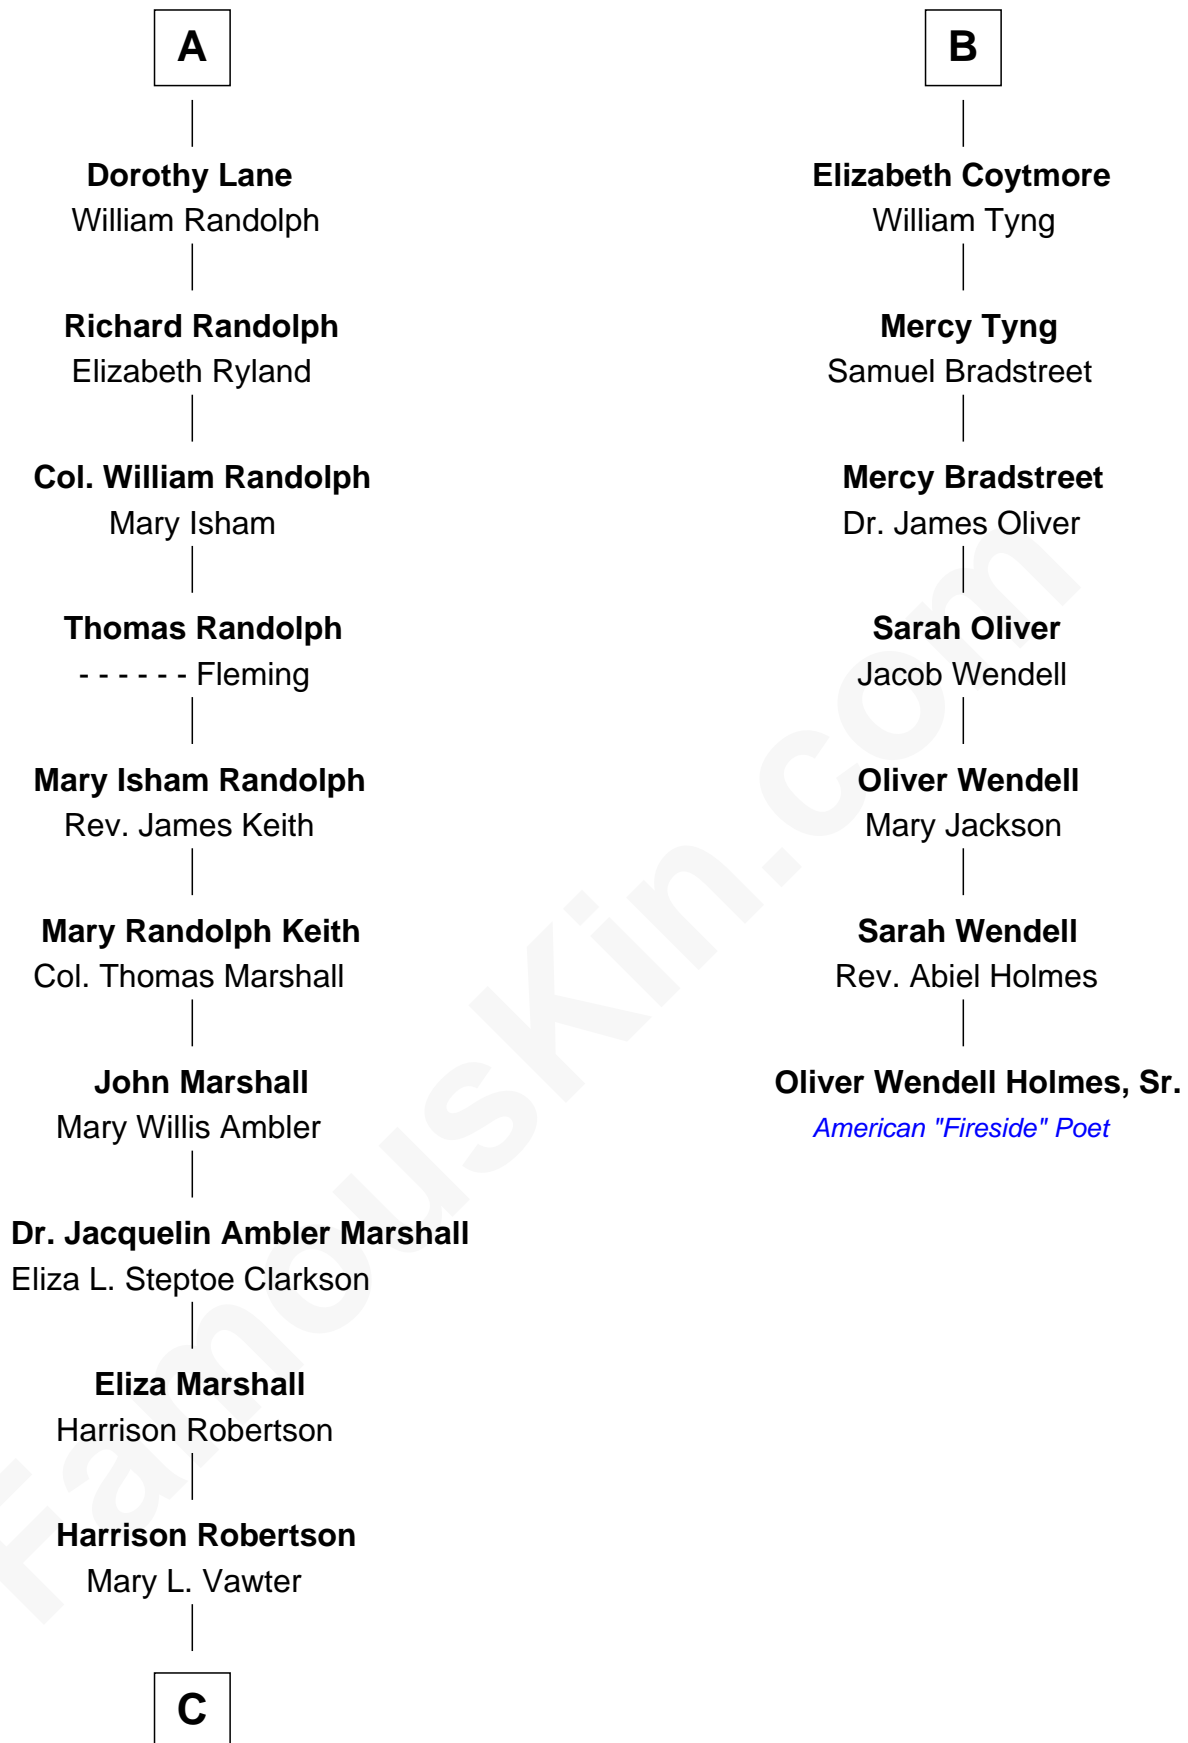 A
Dorothy Lane
William Randolph
Richard Randolph
Elizabeth Ryland
Col. William Randolph
Mary Isham
Thomas Randolph
- - - - - - Fleming
Mary Isham Randolph
Rev. James Keith
Mary Randolph Keith
Col. Thomas Marshall
John Marshall
Mary Willis Ambler
Dr. Jacquelin Ambler Marshall
Eliza L. Steptoe Clarkson
Eliza Marshall
Harrison Robertson
Harrison Robertson
Mary L. Vawter
C
B
Elizabeth Coytmore
William Tyng
Mercy Tyng
Samuel Bradstreet
Mercy Bradstreet
Dr. James Oliver
Sarah Oliver
Jacob Wendell
Oliver Wendell
Mary Jackson
Sarah Wendell
Rev. Abiel Holmes
Oliver Wendell Holmes, Sr.
American "Fireside" Poet
FamousKin.com